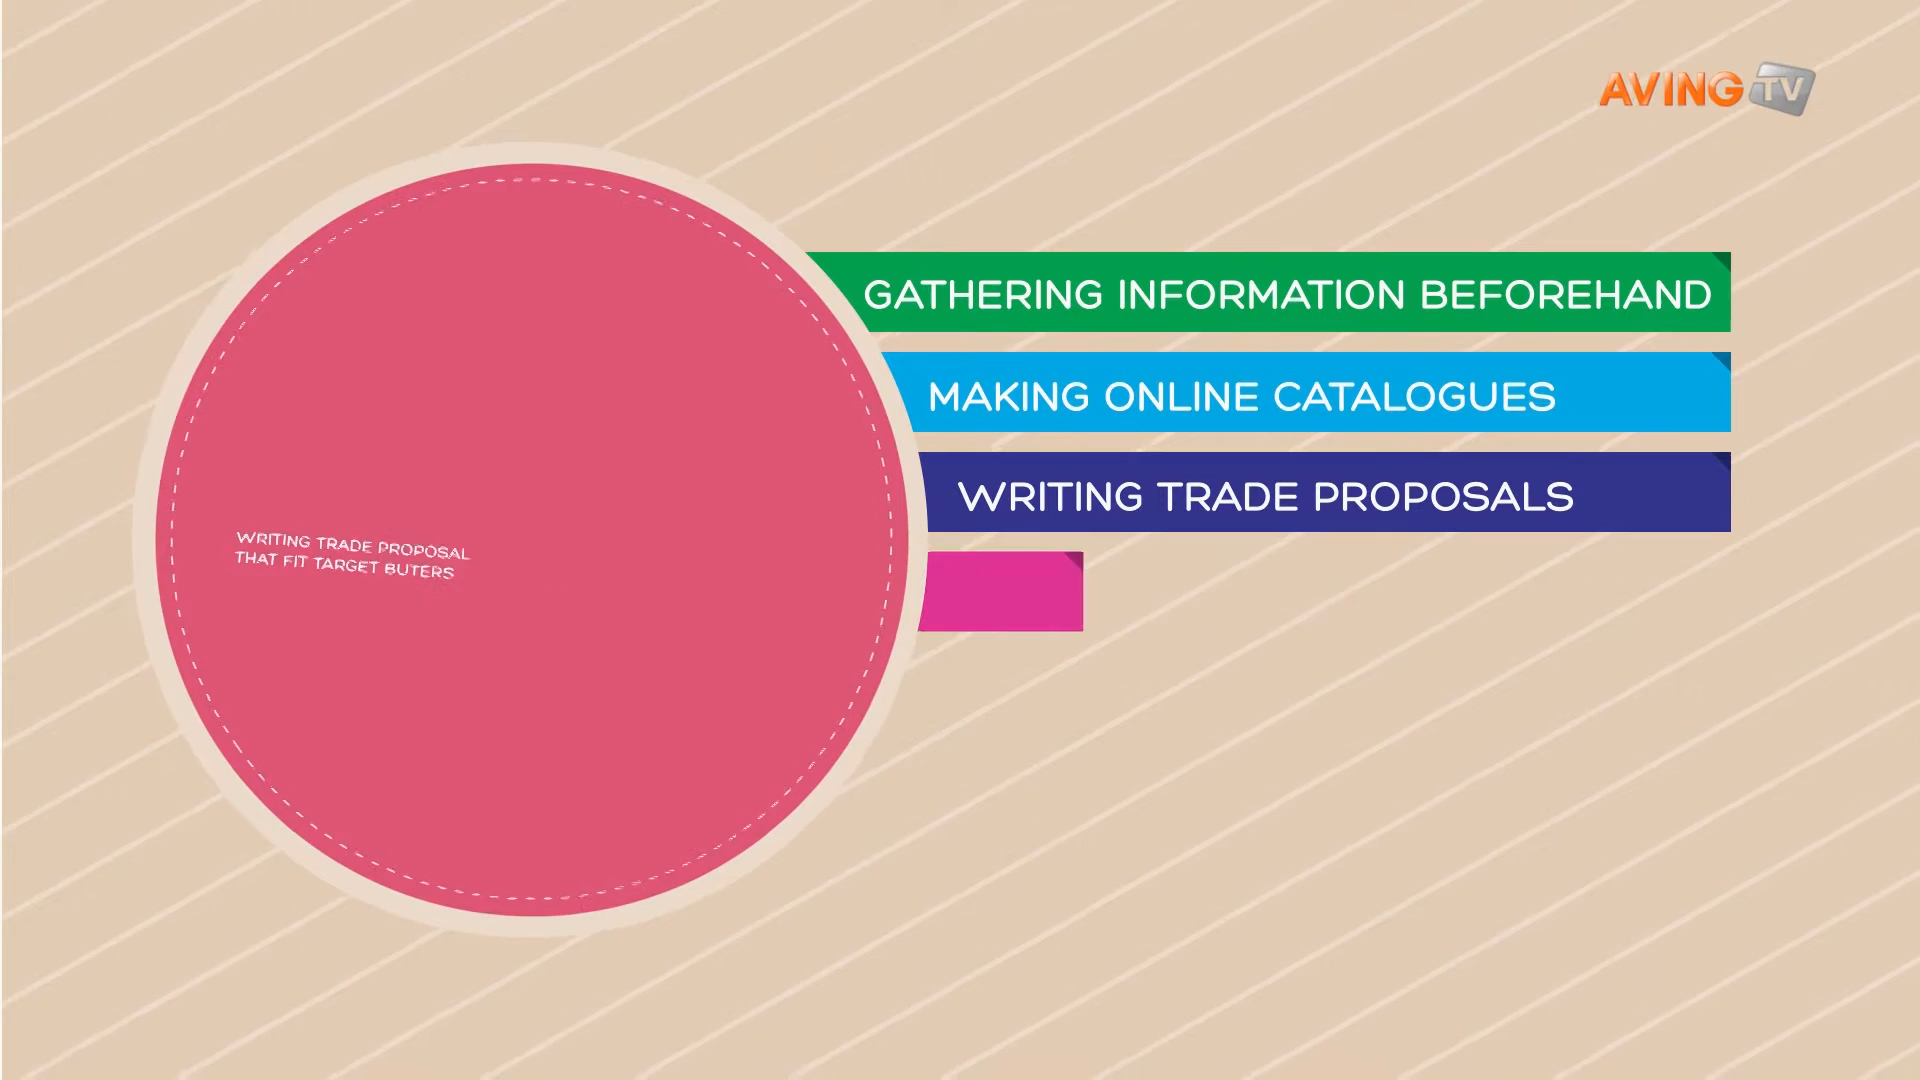 AVING TV
GATHERING INFORMATION BEFOREHAND
MAKING ONLINE CATALOGUES
WRITING TRADE PROPOSALS
WRITING TRADE PROPOSAL
THAT FIT TARGET BUTERS